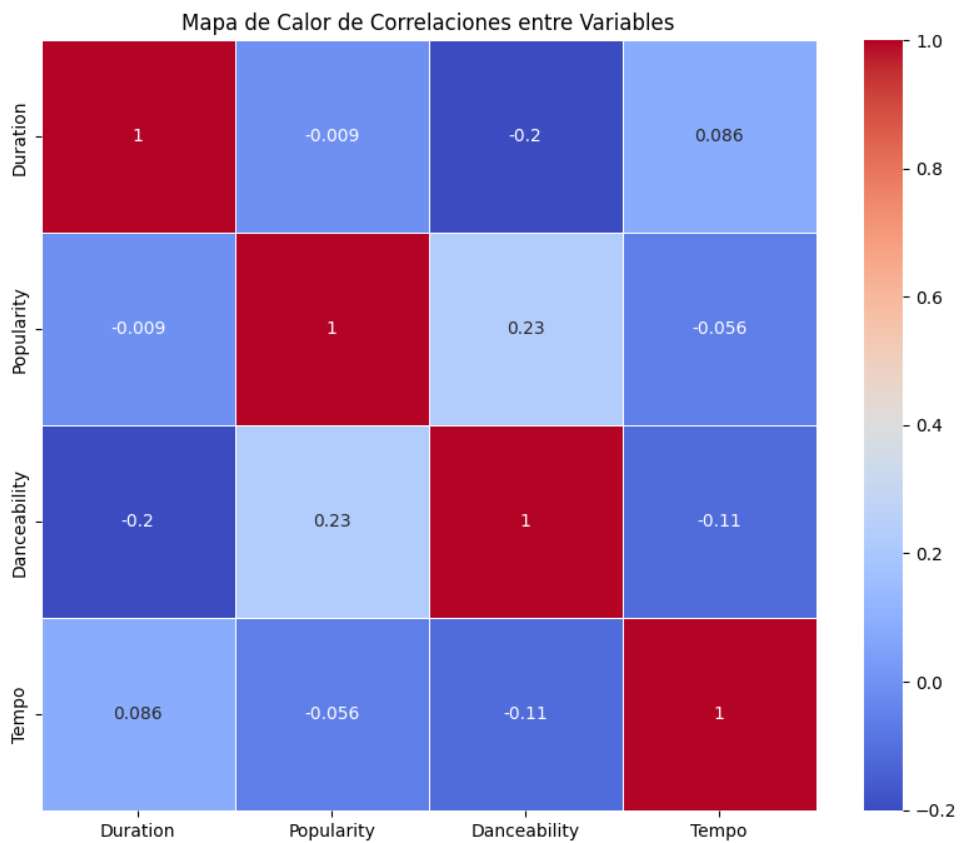 Mapa de Calor de Correlaciones entre Variables
Duration
1
-0.009
-0.2
0.086
Popularity
-0.009
1
0.23
-0.056
Danceability
-0.2
0.23
1
-0.11
Tempo
0.086
-0.056
-0.11
1
Duration
Popularity
Danceability
Tempo
1.0
0.8
0.6
0.4
0.2
0.0
−0.2